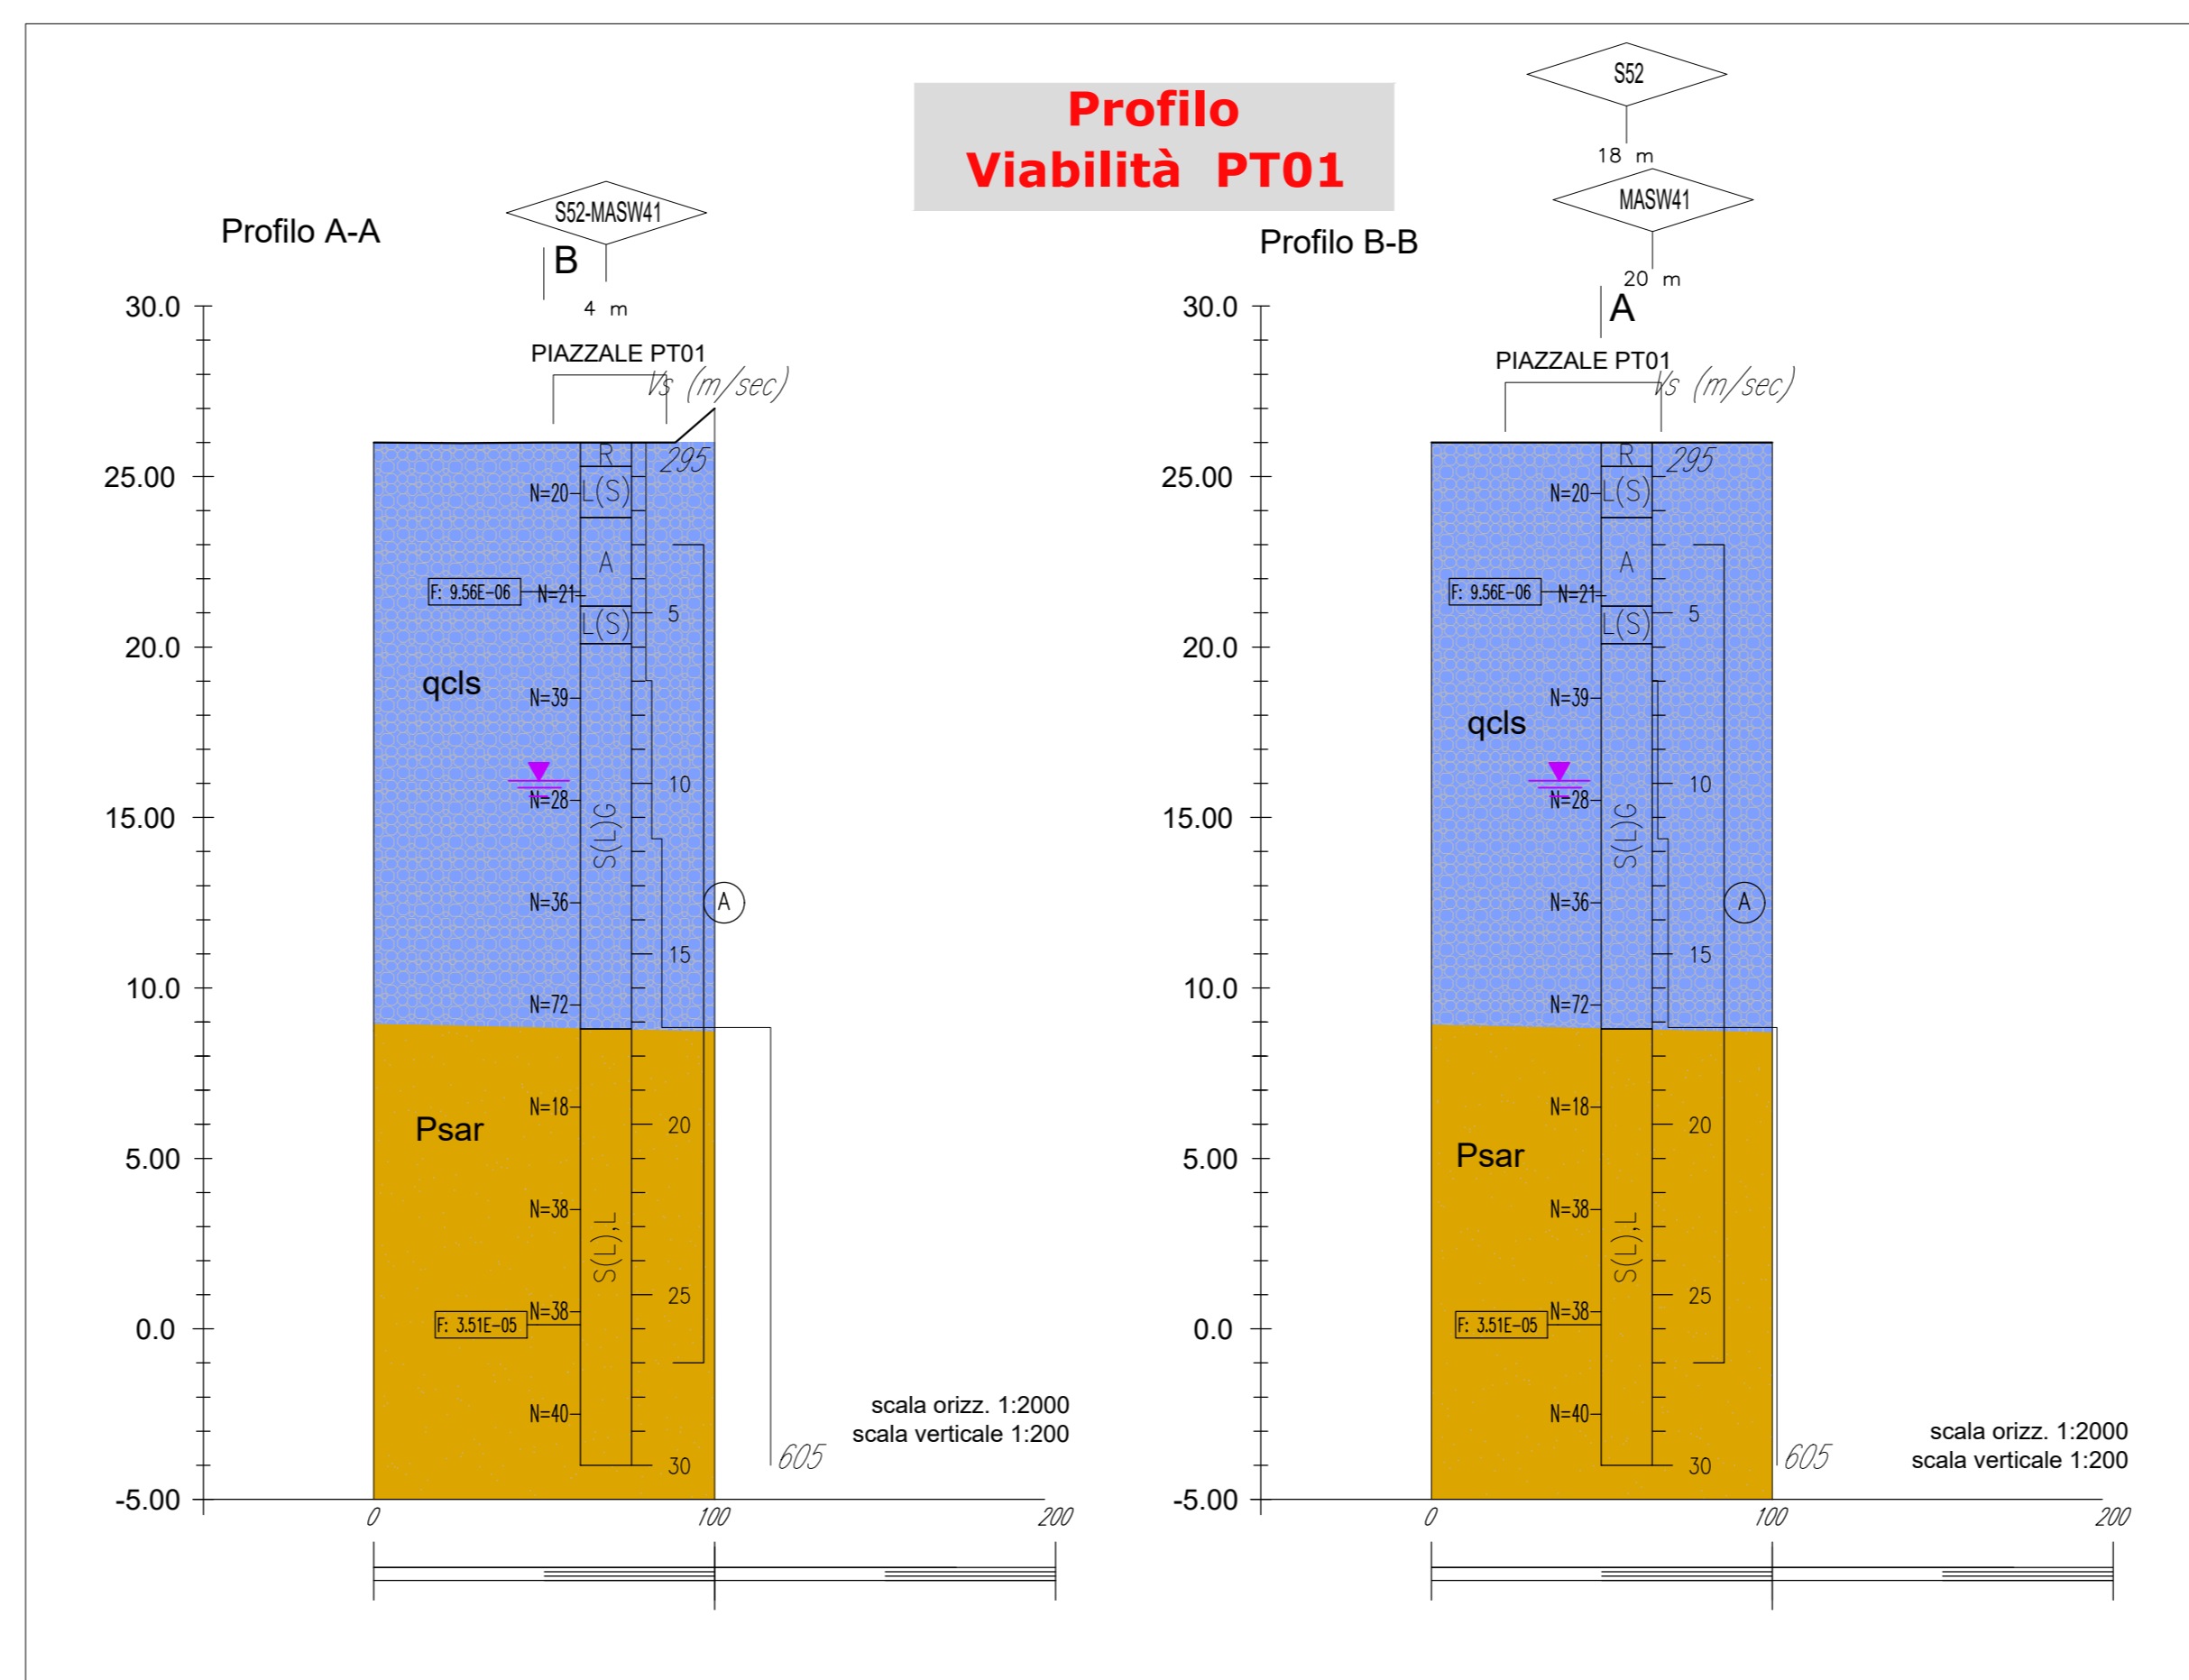 Profilo
Viabilità PT01
Profilo A-A
S52-MASW41
B
4 m
PIAZZALE PT01
Vs (m/sec)
30.0
25.00
20.0
15.00
10.0
5.00
0.0
-5.00
R
295
N=20
L(S)
A
F: 9.56E-06
N=21
L(S)
5
qcls
N=39
10
N=28
S(L)G
N=36
A
15
N=72
N=18
20
Psar
N=38
S(L),L
25
N=38
F: 3.51E-05
N=40
30
605
scala orizz. 1:2000
scala verticale 1:200
0
100
200
Profilo B-B
S52
18 m
MASW41
20 m
A
PIAZZALE PT01
Vs (m/sec)
30.0
25.00
20.0
15.00
10.0
5.00
0.0
-5.00
R
295
N=20
L(S)
A
F: 9.56E-06
N=21
L(S)
5
N=39
qcls
10
N=28
S(L)G
N=36
A
15
N=72
N=18
20
Psar
N=38
S(L),L
25
N=38
F: 3.51E-05
N=40
30
605
scala orizz. 1:2000
scala verticale 1:200
0
100
200